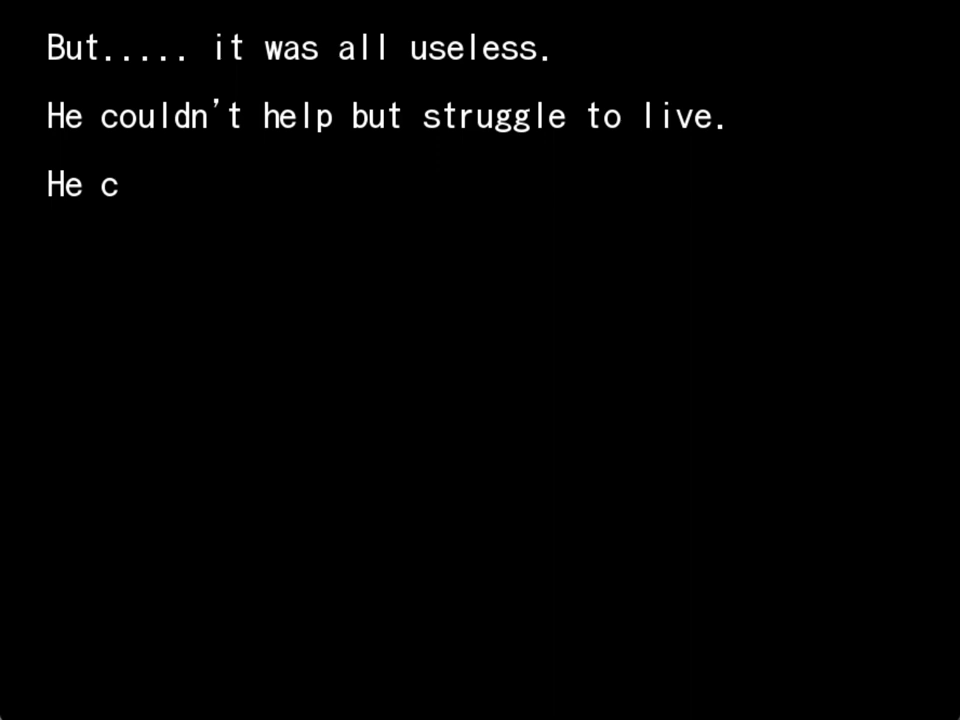 But..... it was all useless.
He couldn't help but struggle to live.
He c